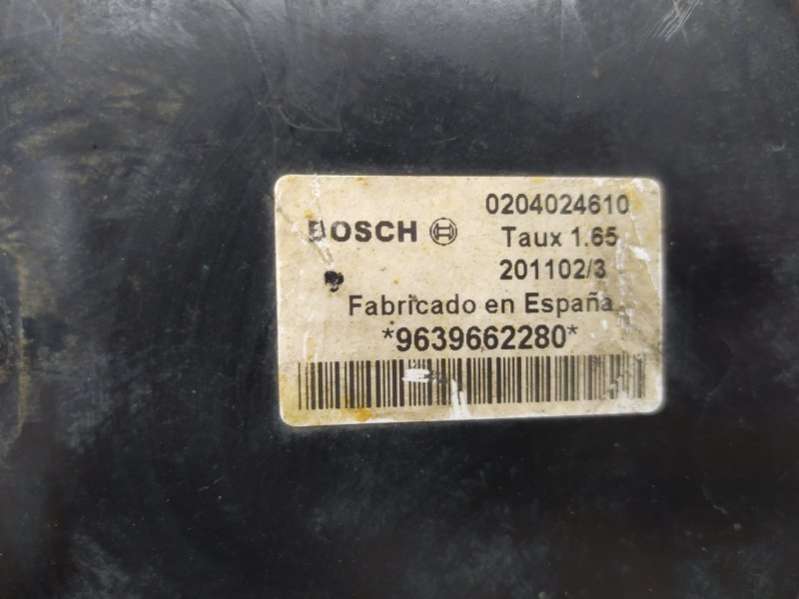 BOSCH 0204024610
Taux 1.65
201102/3
Fabricado en España
*9639662280*